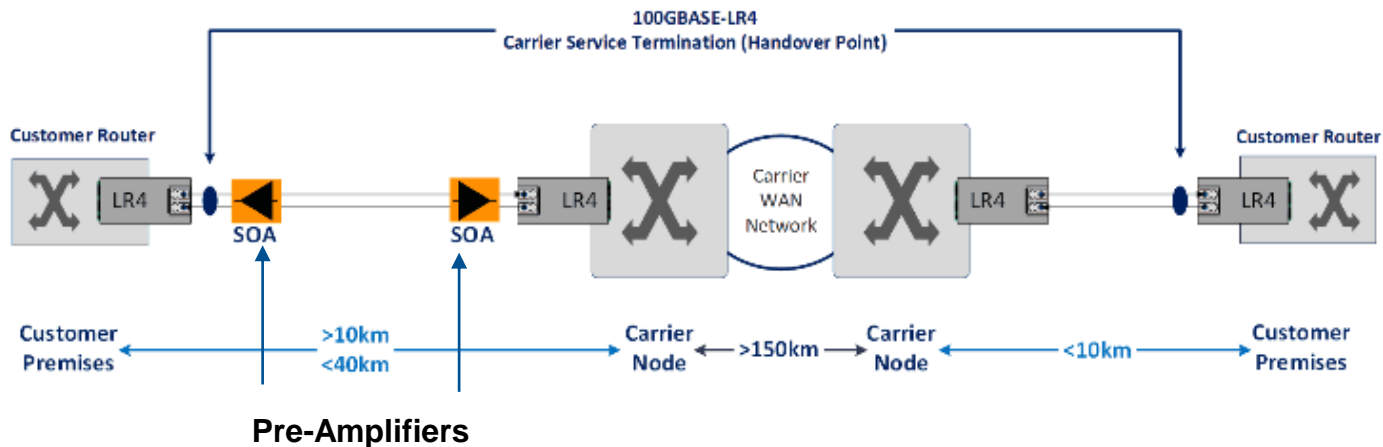 100GBASE-LR4
Carrier Service Termination (Handover Point)
Customer Router
Customer Router
LR4
SOA
SOA
LR4
Carrier
WAN
Network
LR4
LR4
Customer
Premises
>10km
<40km
Carrier
Node
>150km
Carrier
Node
<10km
Customer
Premises
Pre-Amplifiers